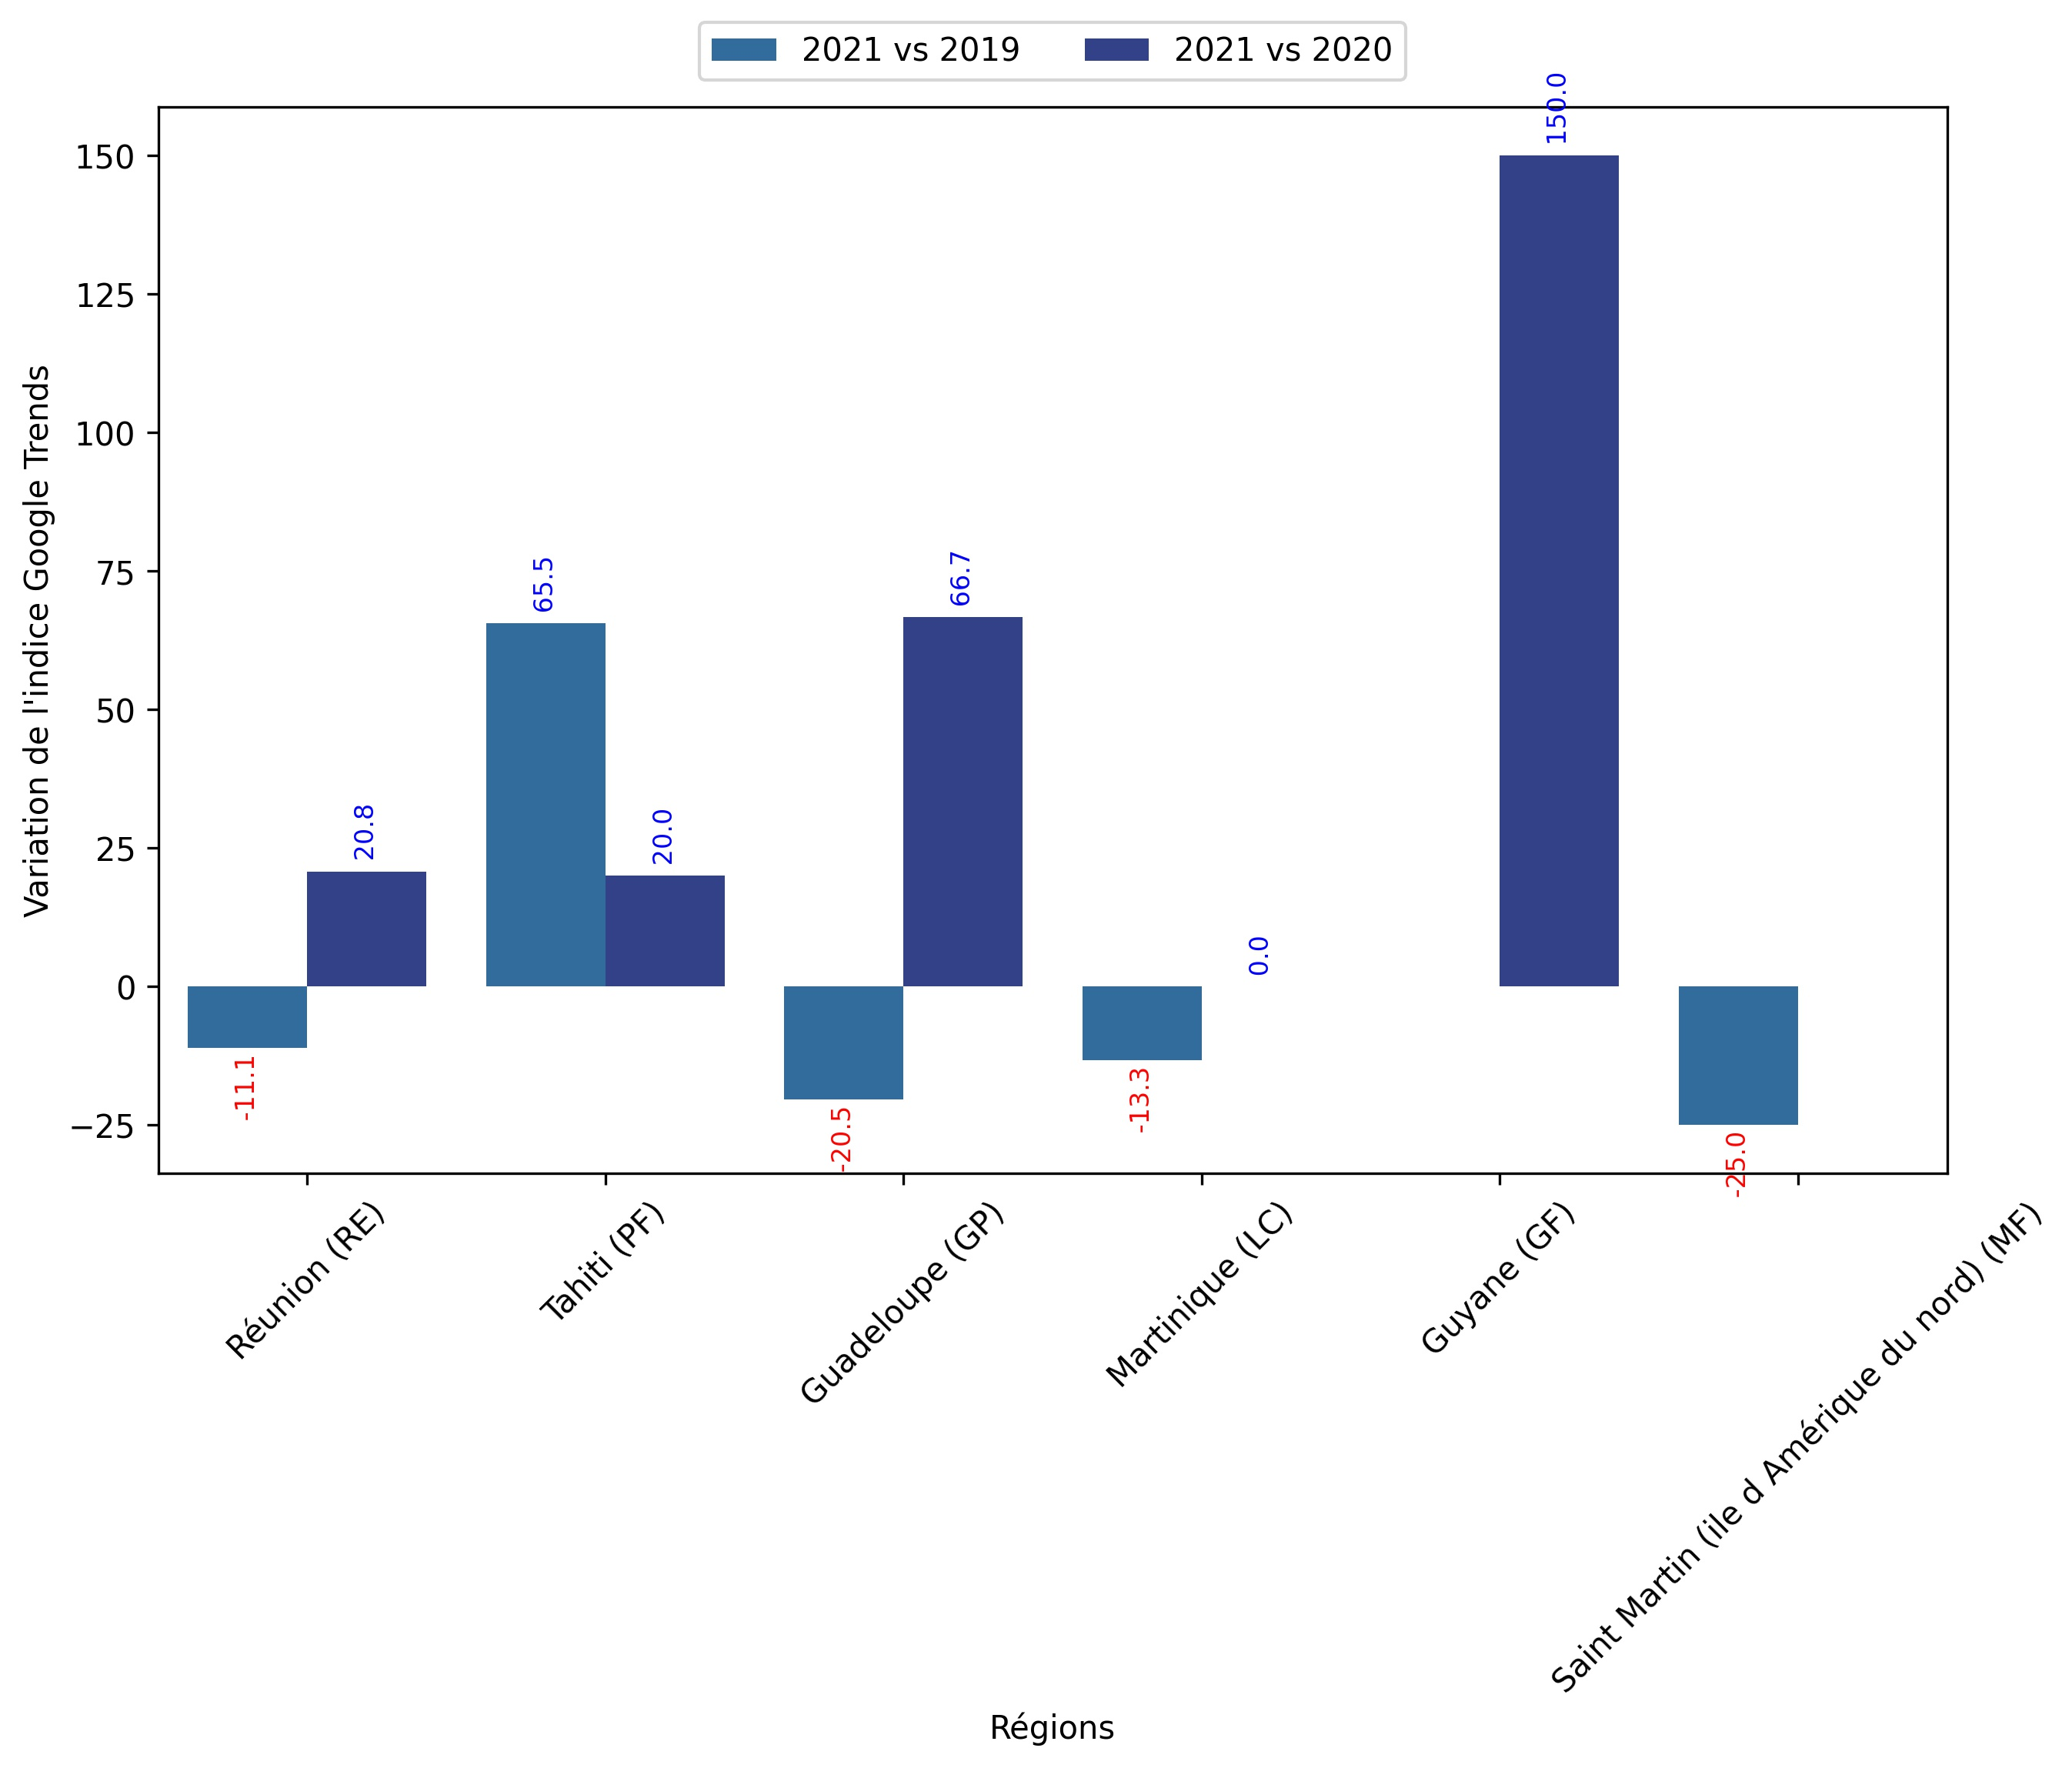 2021 vs 2019
2021 vs 2020
Variation de l'indice Google Trends
150
125
100
75
50
25
0
−25
-11.1
20.8
65.5
20.0
-20.5
66.7
-13.3
0.0
150.0
-25.0
Réunion (RE)
Tahiti (PF)
Guadeloupe (GP)
Martinique (LC)
Guyane (GF)
Saint Martin (ile d Amérique du nord) (MF)
Régions